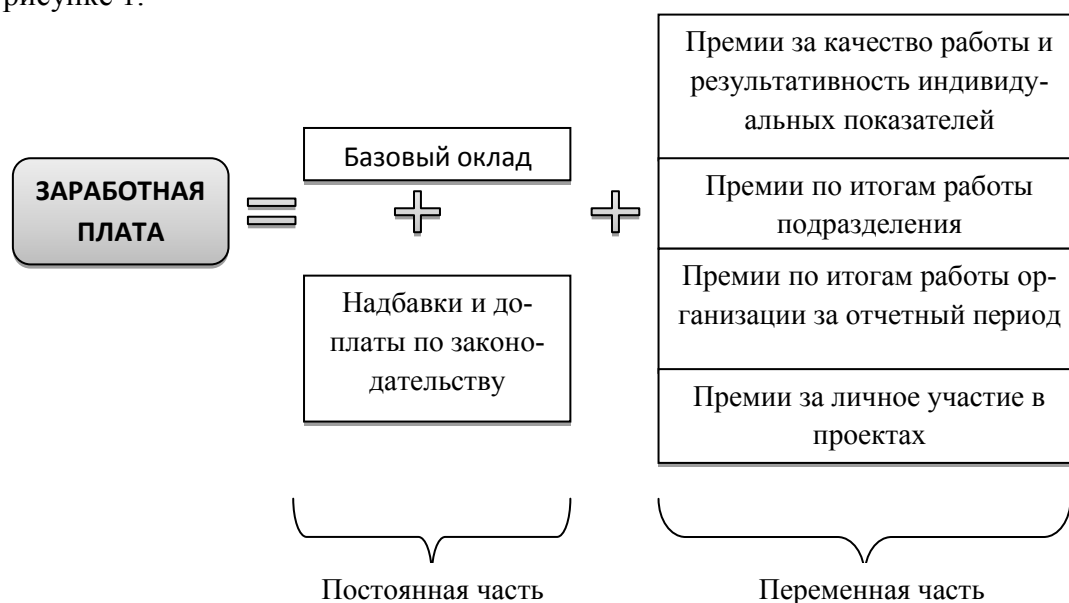 рисунке 1.
ЗАРАБОТНАЯ
ПЛАТА
Базовый оклад
Надбавки и до-
платы по законо-
дательству
Премии за качество работы и
результативность индивиду-
альных показателей
Премии по итогам работы
подразделения
Премии по итогам работы ор-
ганизации за отчетный период
Премии за личное участие в
проектах
Постоянная часть
Переменная часть